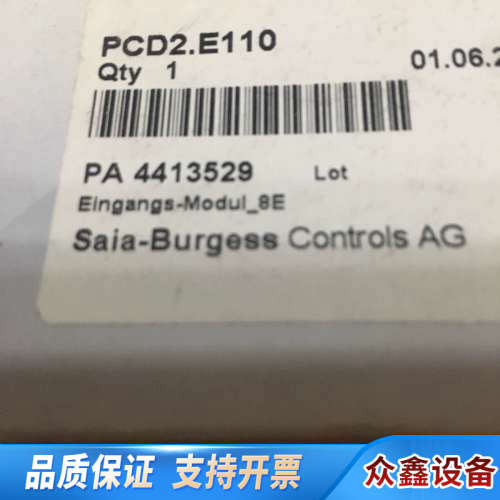 PCD2.E110
Qty 1
01.06.2
PA 4413529 Lot
Eingangs-Modul_8E
Saia-Burgess Controls AG
品质保证 支持开票 众鑫设备